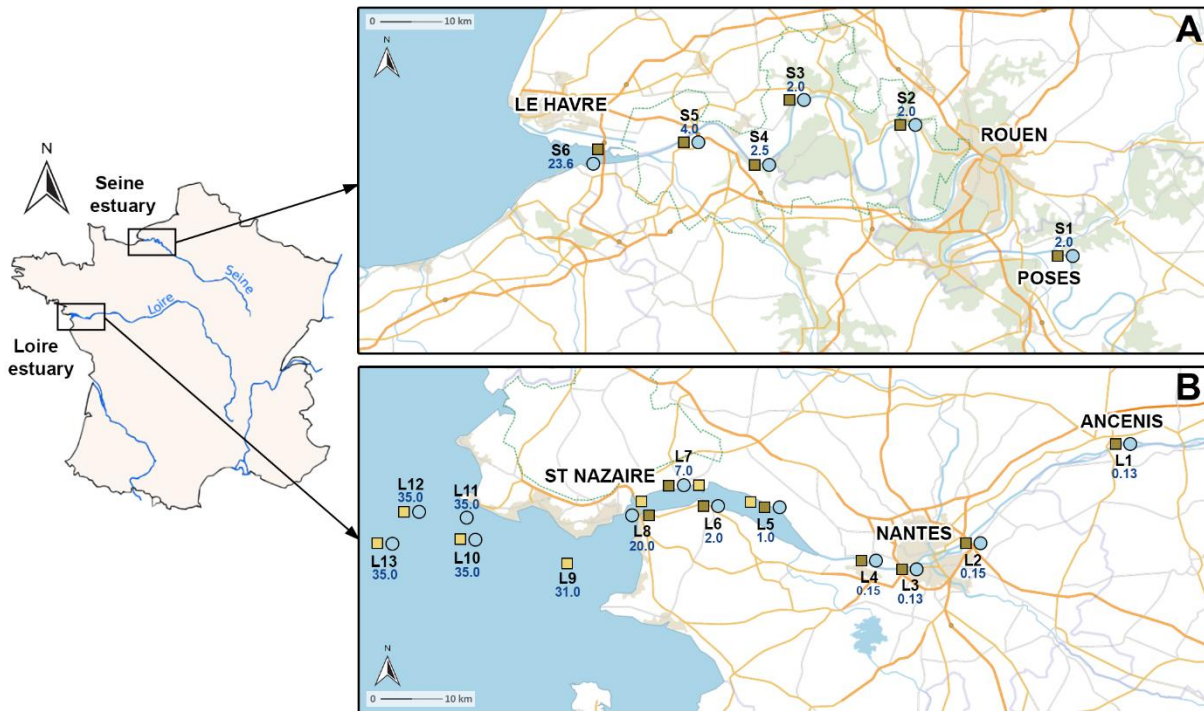 N
Seine
estuary
Seine
Loire
Loire
estuary
0 10 km
N
A
LE HAVRE
S6
23.6
S5
4.0
S4
2.5
S3
2.0
S2
2.0
ROUEN
S1
2.0
POSES
B
ANCENIS
L1
0.13
ST NAZAIRE
L7
7.0
L12
35.0
L11
35.0
L13
35.0
L10
35.0
L9
31.0
L8
20.0
L6
2.0
L5
1.0
NANTES
L4
0.15
L3
0.13
L2
0.15
N
0 10 km